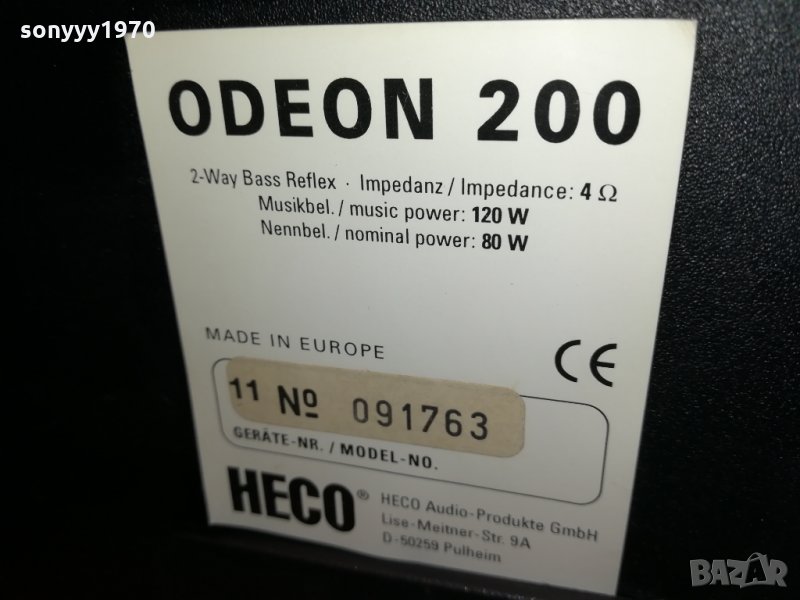 sonyyy1970
ODEON 200
2-Way Bass Reflex · Impedanz / Impedance: 4 Ω
Musikbel. / music power: 120 W
Nennbel. / nominal power: 80 W
MADE IN EUROPE
CE
11 Nº 091763
GERÄTE-NR. / MODEL-NO.
HECO® HECO Audio-Produkte GmbH
Lise-Meitner-Str. 9A
D-50259 Pulheim
BAZAR